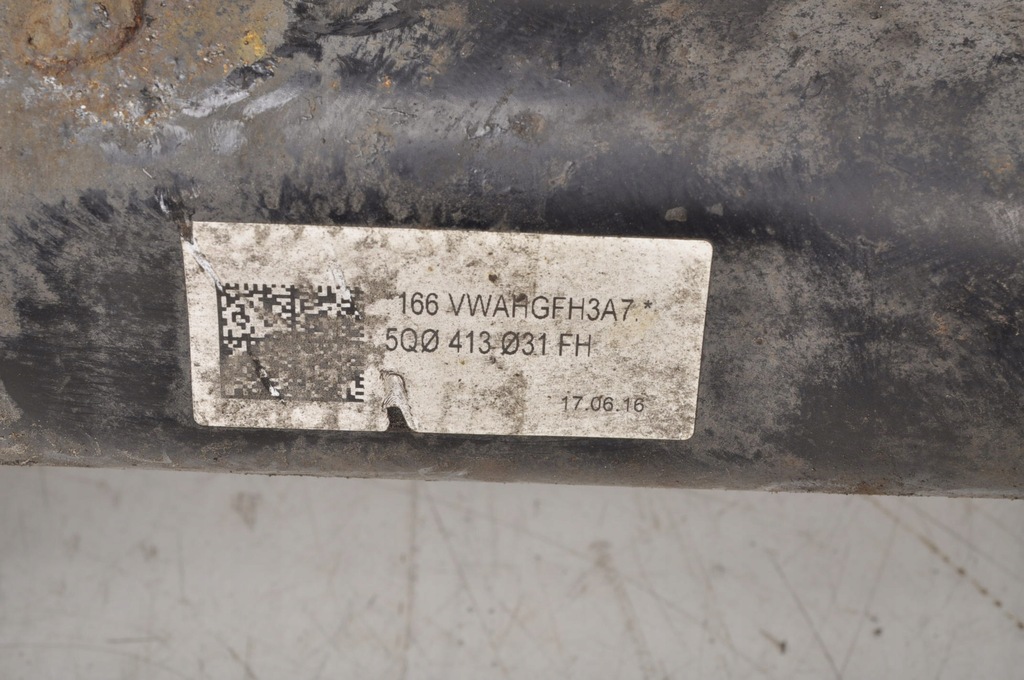 166 VWAHGFH3A7 *
5QØ 413 Ø31 FH
17.06.16